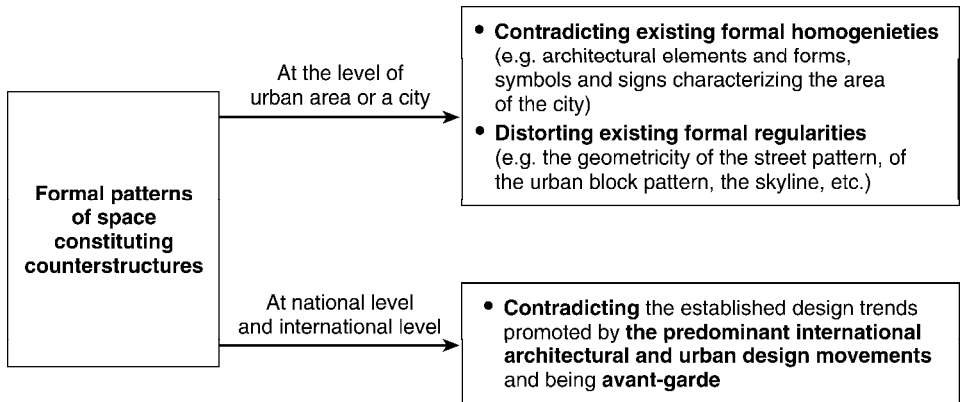 Formal patterns
of space
constituting
counterstructures
At the level of
urban area or a city
• Contradicting existing formal homogenieties
(e.g. architectural elements and forms,
symbols and signs characterizing the area
of the city)
• Distorting existing formal regularities
(e.g. the geometricity of the street pattern, of
the urban block pattern, the skyline, etc.)
At national level
and international level
• Contradicting the established design trends
promoted by the predominant international
architectural and urban design movements
and being avant-garde